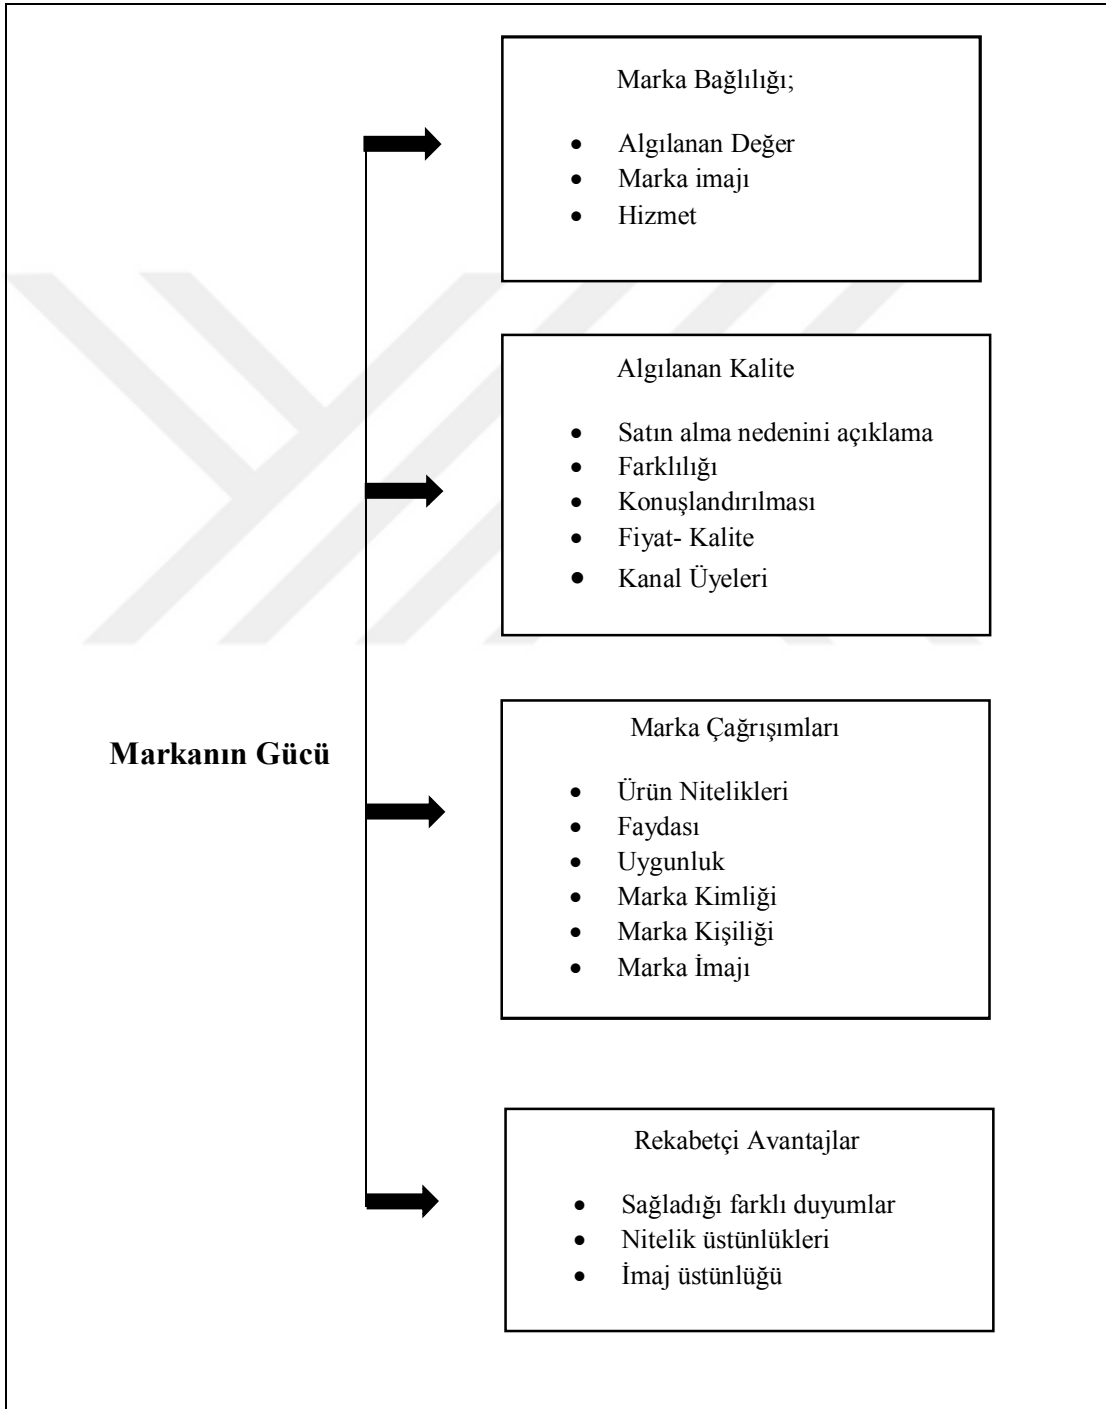 Marka Bağlılığı;
• Algılanan Değer
• Marka imajı
• Hizmet
Algılanan Kalite
• Satın alma nedenini açıklama
• Farklılığı
• Konuşlandırılması
• Fiyat- Kalite
• Kanal Üyeleri
Markanın Gücü
Marka Çağrışımları
• Ürün Nitelikleri
• Faydası
• Uygunluk
• Marka Kimliği
• Marka Kişiliği
• Marka İmajı
Rekabetçi Avantajlar
• Sağladığı farklı duyumlar
• Nitelik üstünlükleri
• İmaj üstünlüğü